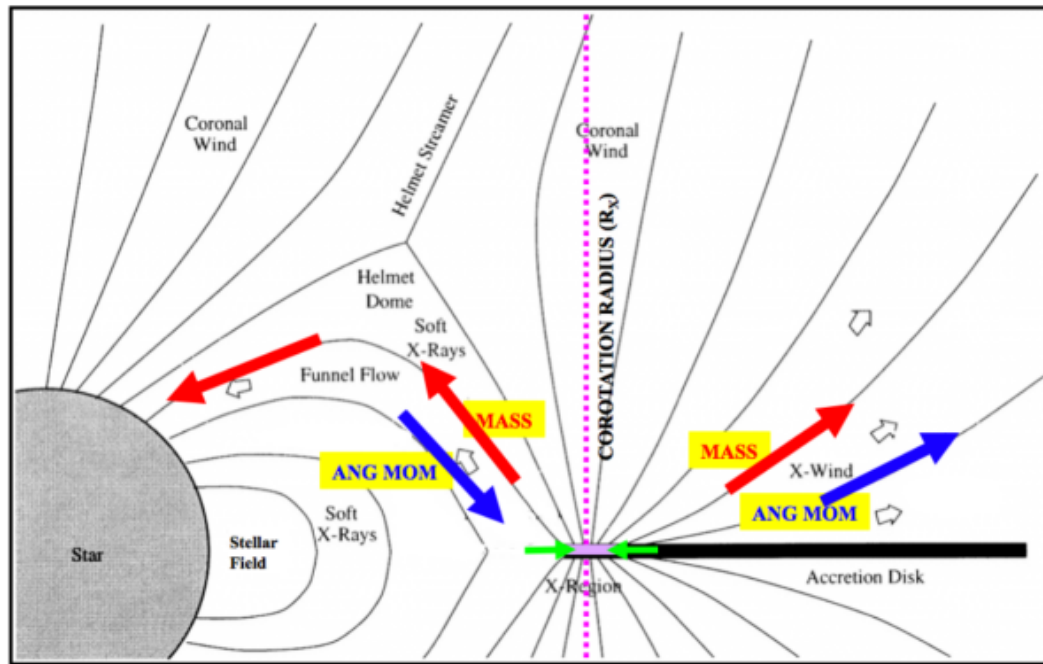 Coronal
Wind
Helmet Streamer
Coronal
Wind
COROTATION RADIUS (RX)
Helmet
Dome
Soft
X-Rays
Funnel Flow
MASS
MASS
ANG MOM
X-Wind
ANG MOM
Soft
X-Rays
Star
Stellar
Field
X-Region
Accretion Disk